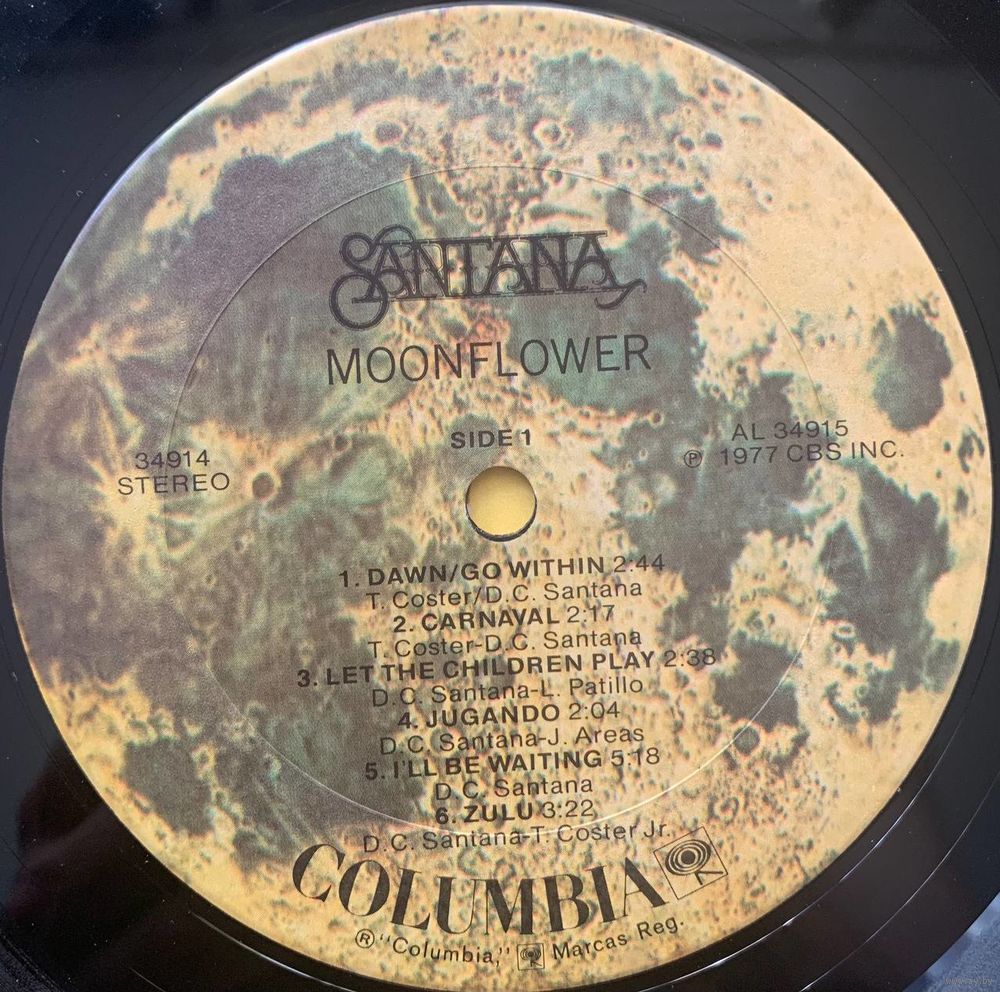 SANTANA
MOONFLOWER
SIDE 1
34914
STEREO
AL 34915
℗ 1977 CBS INC.
1. DAWN/GO WITHIN 2:44
T. Coster/D.C. Santana
2. CARNAVAL 2:17
T. Coster-D.C. Santana
3. LET THE CHILDREN PLAY 2:38
D.C. Santana-L. Patillo
4. JUGANDO 2:04
D.C. Santana-J. Areas
5. I'LL BE WAITING 5:18
D.C. Santana
6. ZULU 3:22
D.C. Santana-T. Coster Jr.
COLUMBIA
® "Columbia," Marcas Reg.